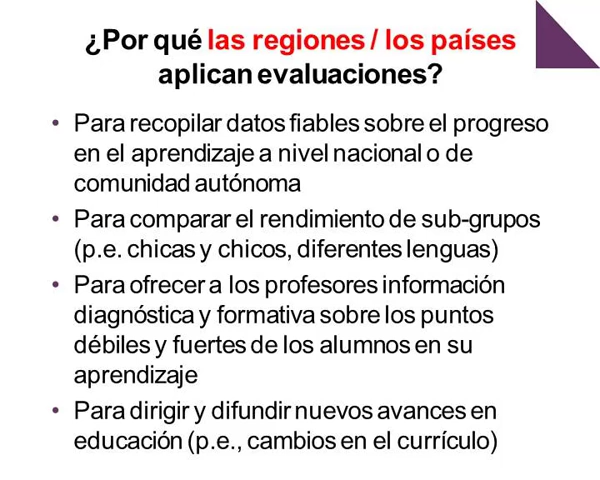 ¿Por qué las regiones / los países
aplican evaluaciones?
• Para recopilar datos fiables sobre el progreso
en el aprendizaje a nivel nacional o de
comunidad autónoma
• Para comparar el rendimiento de sub-grupos
(p.e. chicas y chicos, diferentes lenguas)
• Para ofrecer a los profesores información
diagnóstica y formativa sobre los puntos
débiles y fuertes de los alumnos en su
aprendizaje
• Para dirigir y difundir nuevos avances en
educación (p.e., cambios en el currículo)